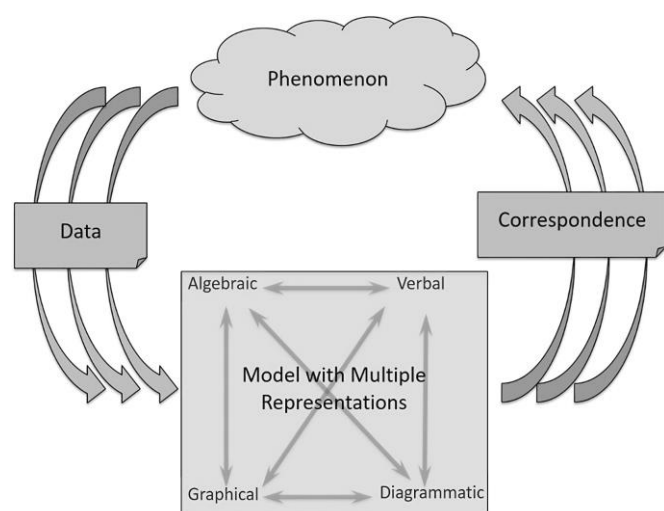 Phenomenon
Data
Correspondence
Algebraic
Verbal
Model with Multiple
Representations
Graphical
Diagrammatic